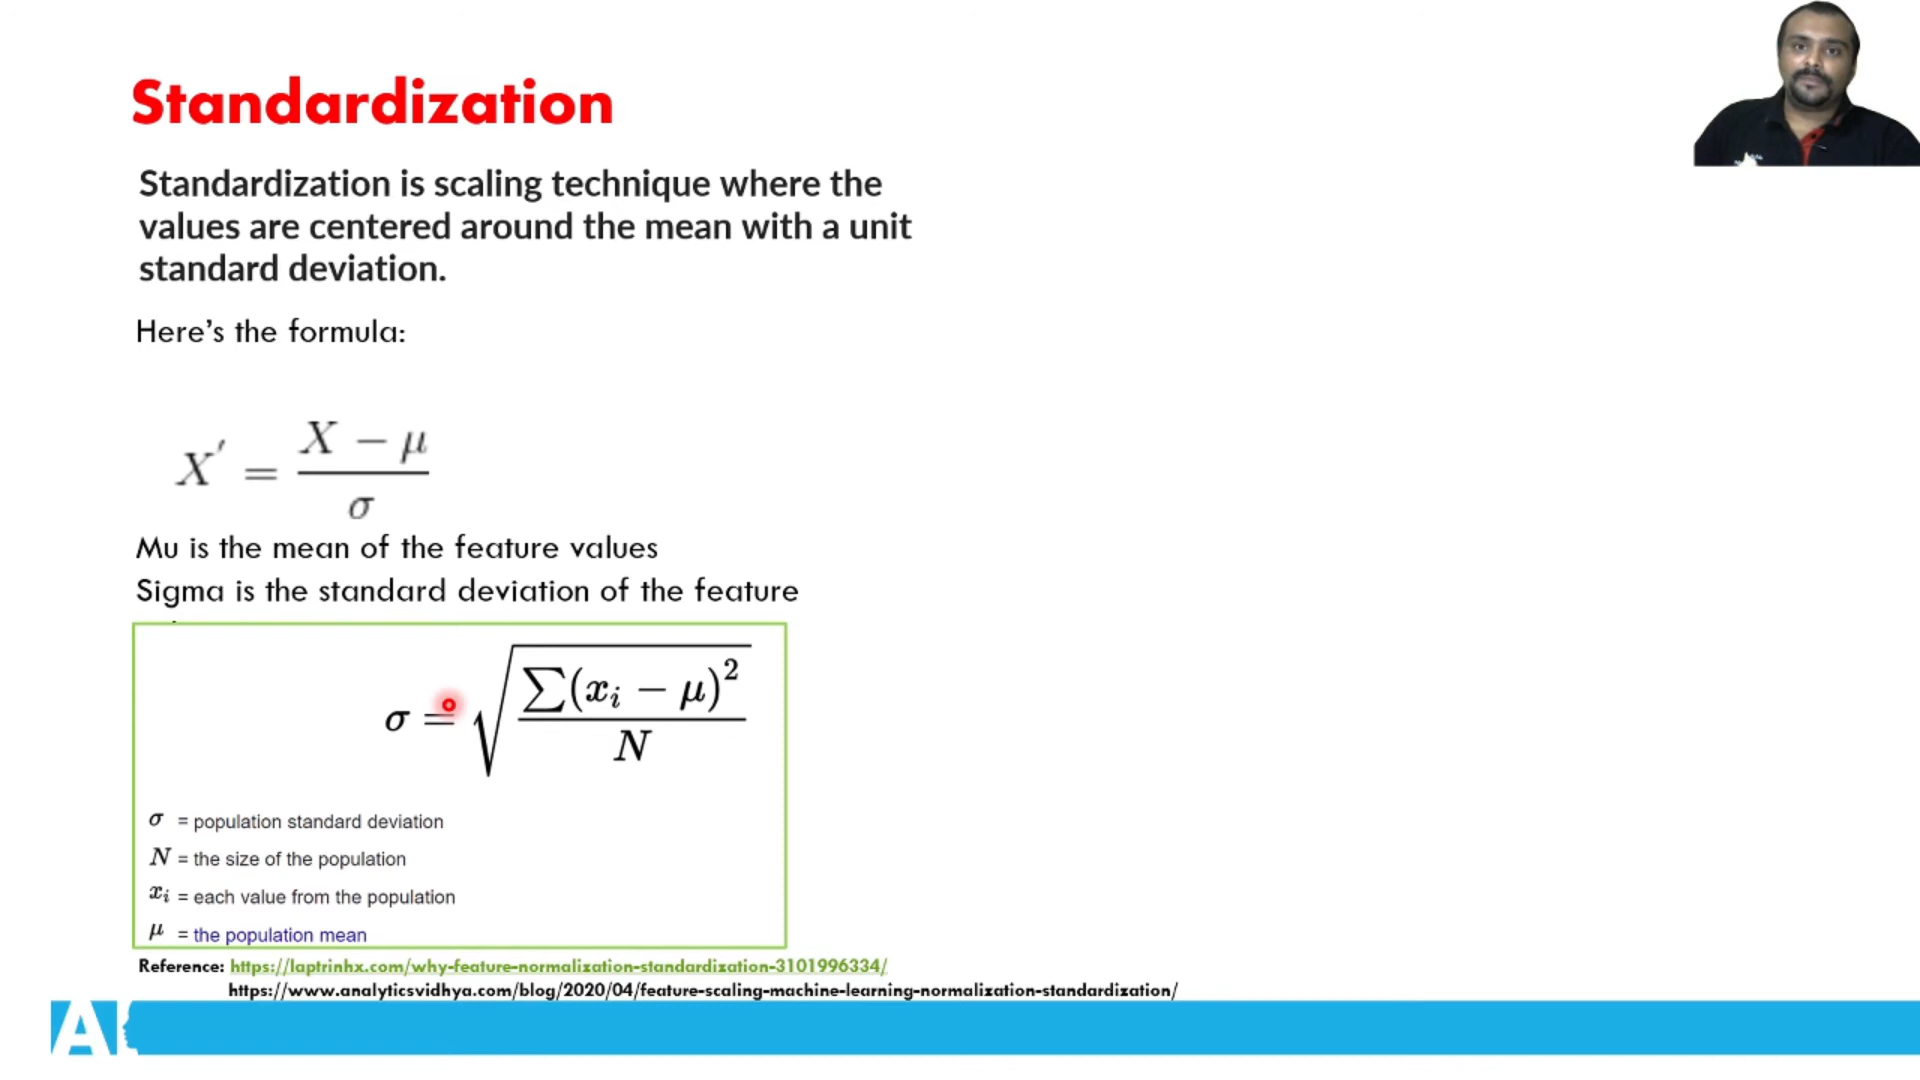 Standardization
Standardization is scaling technique where the
values are centered around the mean with a unit
standard deviation.
Here's the formula:
X' = (X − μ) / σ
Mu is the mean of the feature values
Sigma is the standard deviation of the feature
σ = √(∑(xᵢ − μ)² / N)
σ = population standard deviation
N = the size of the population
xᵢ = each value from the population
μ = the population mean
Reference: https://laptrinhx.com/why-feature-normalization-standardization-3101996334/
https://www.analyticsvidhya.com/blog/2020/04/feature-scaling-machine-learning-normalization-standardization/